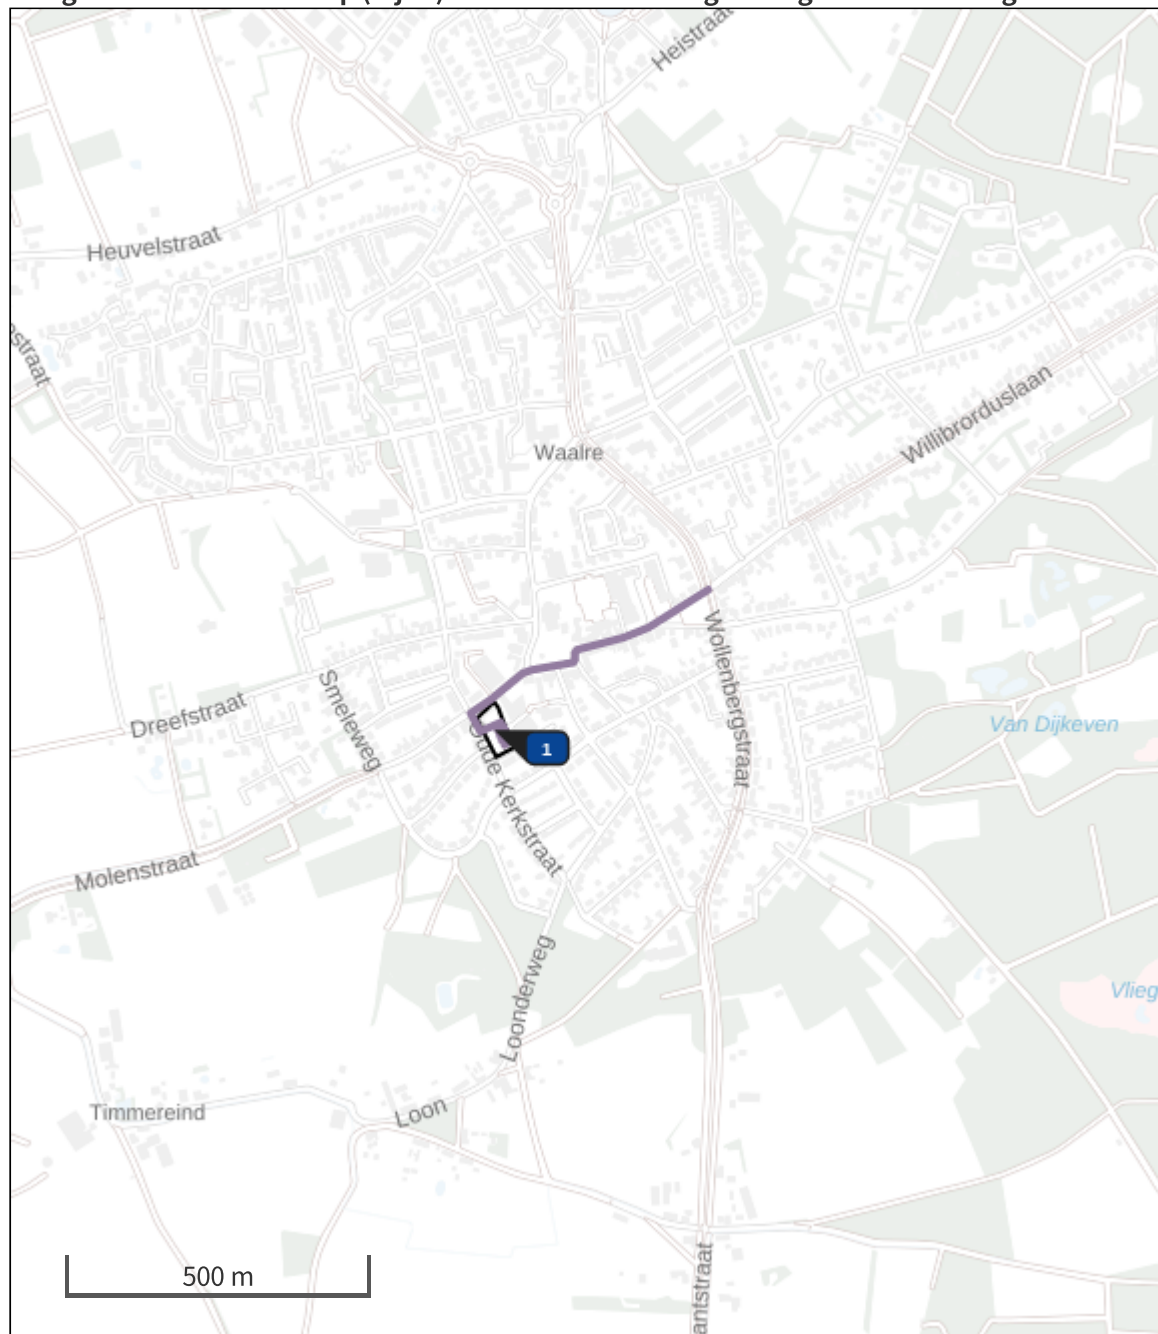 Heistraat
Heuvelstraat
straat
Willibrorduslaan
Waalre
Wollenbergstraat
Smeleweg
Dreefstraat
Van Dijkeven
1
Oude Kerkstraat
Molenstraat
Loonderweg
Vlieg
Timmereind
Loon
500 m
antstraat